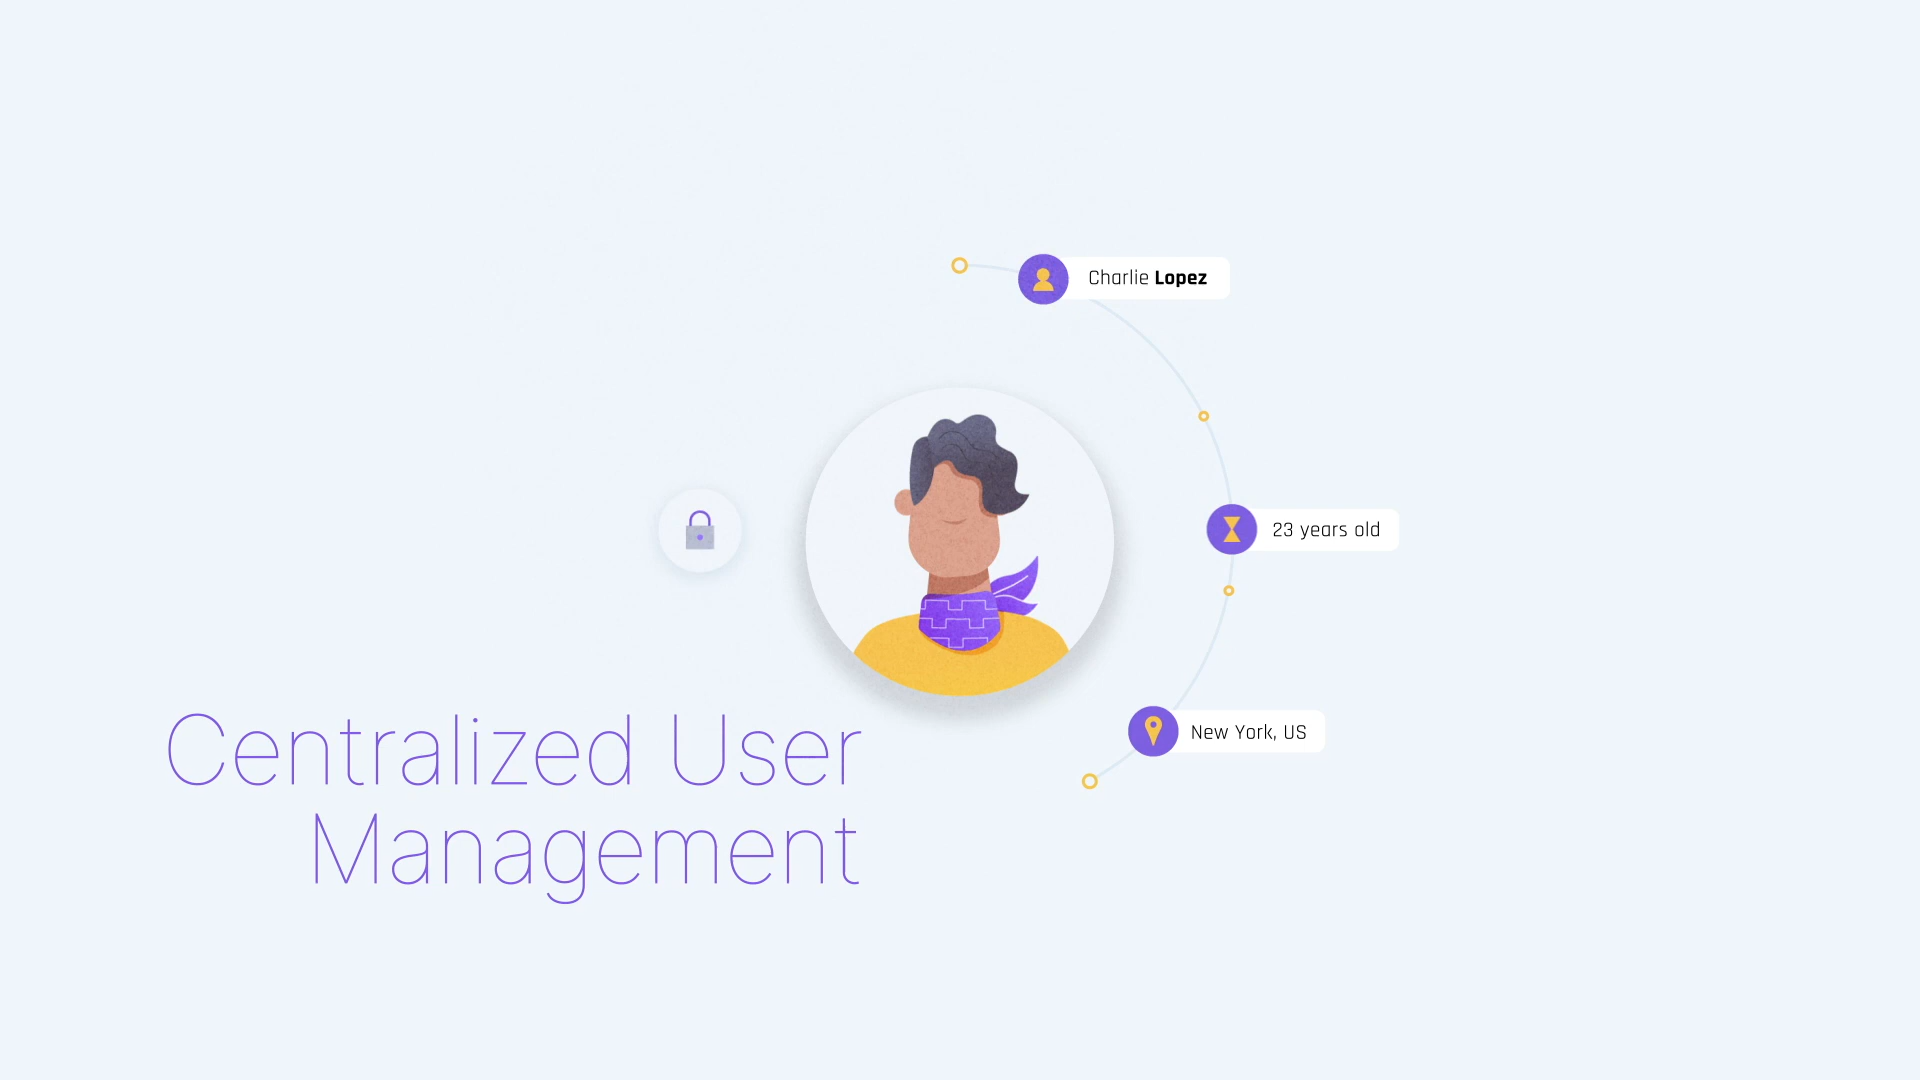 Charlie Lopez
23 years old
New York, US
Centralized User
Management